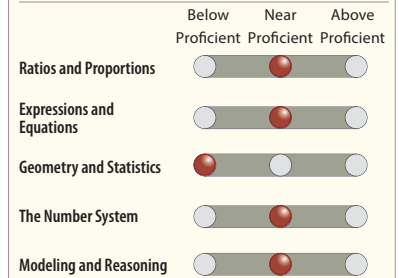 Below Near Above
Proficient Proficient Proficient
Ratios and Proportions
Expressions and
Equations
Geometry and Statistics
The Number System
Modeling and Reasoning